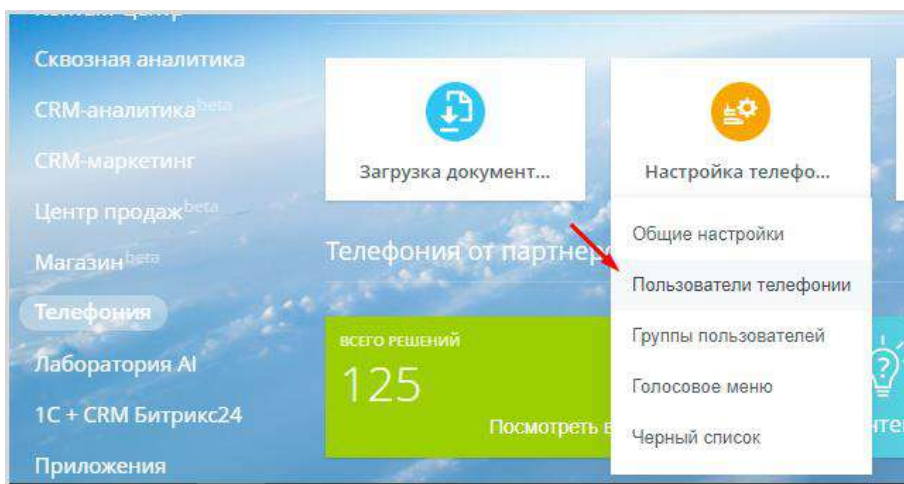 Сквозная аналитика
CRM-аналитика beta
CRM-маркетинг
Центр продаж beta
Магазин beta
Телефония
Лаборатория AI
1С + CRM Битрикс24
Приложения
Загрузка документ...
Настройка телефо...
Телефония от партнеро
Общие настройки
Пользователи телефонии
Группы пользователей
Голосовое меню
Черный список
ВСЕГО РЕШЕНИЙ
125
Посмотреть в